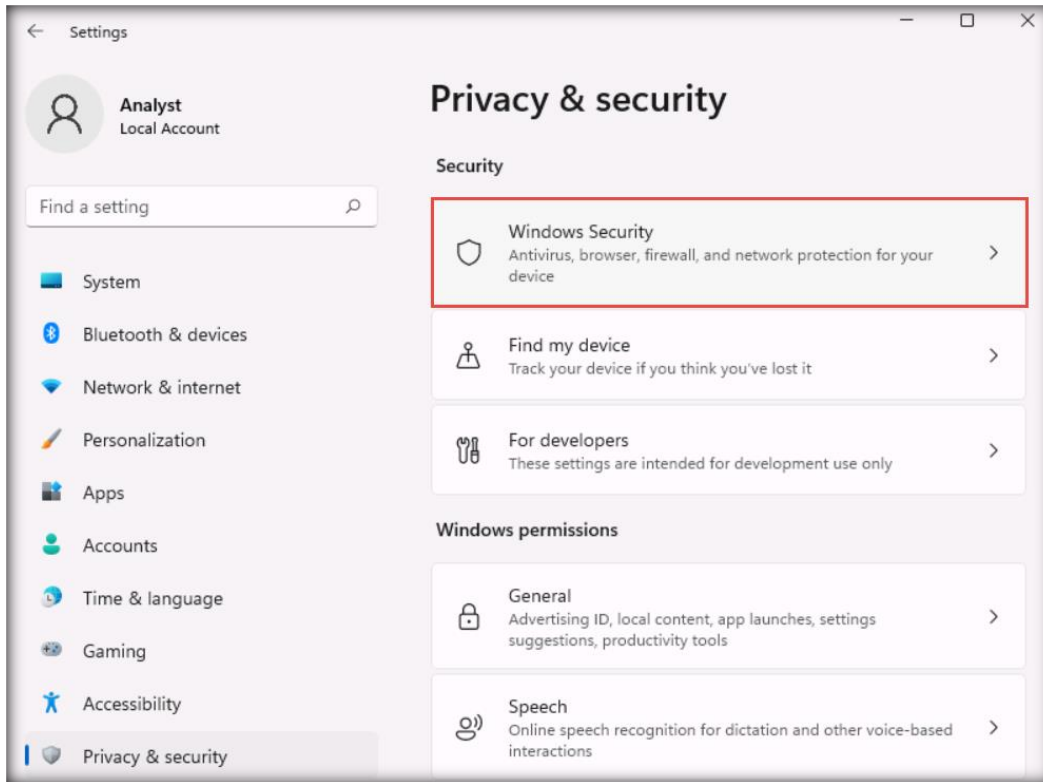 Settings
Analyst
Local Account
Find a setting
System
Bluetooth & devices
Network & internet
Personalization
Apps
Accounts
Time & language
Gaming
Accessibility
Privacy & security
Privacy & security
Security
Windows Security
Antivirus, browser, firewall, and network protection for your
device
Find my device
Track your device if you think you've lost it
For developers
These settings are intended for development use only
Windows permissions
General
Advertising ID, local content, app launches, settings
suggestions, productivity tools
Speech
Online speech recognition for dictation and other voice-based
interactions